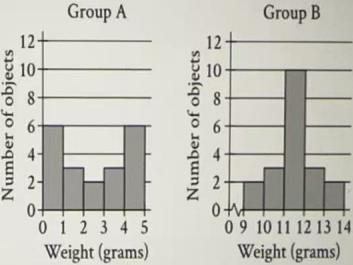 Group A
Number of objects
12
10
8
6
4
2
0
0 1 2 3 4 5
Weight (grams)
Group B
Number of objects
12
10
8
6
4
2
0
0 9 10 11 12 13 14
Weight (grams)